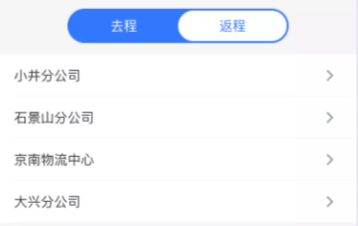 去程 返程
小井分公司
石景山分公司
京南物流中心
大兴分公司